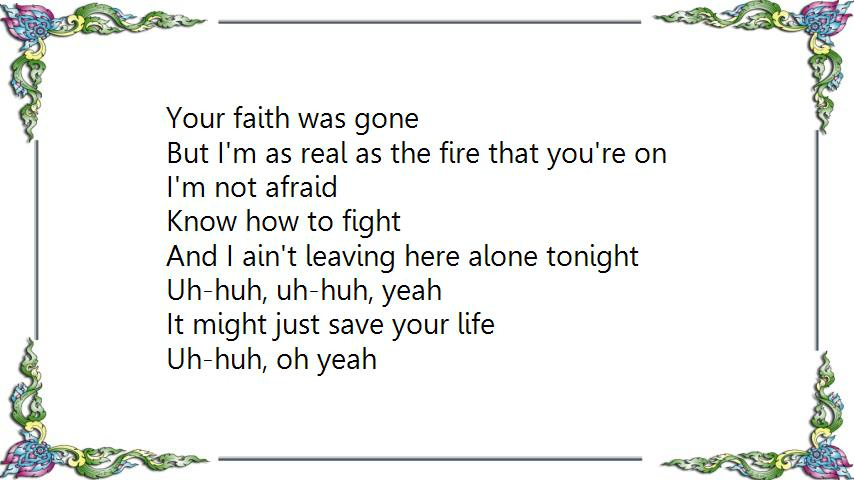 Your faith was gone
But I'm as real as the fire that you're on
I'm not afraid
Know how to fight
And I ain't leaving here alone tonight
Uh-huh, uh-huh, yeah
It might just save your life
Uh-huh, oh yeah